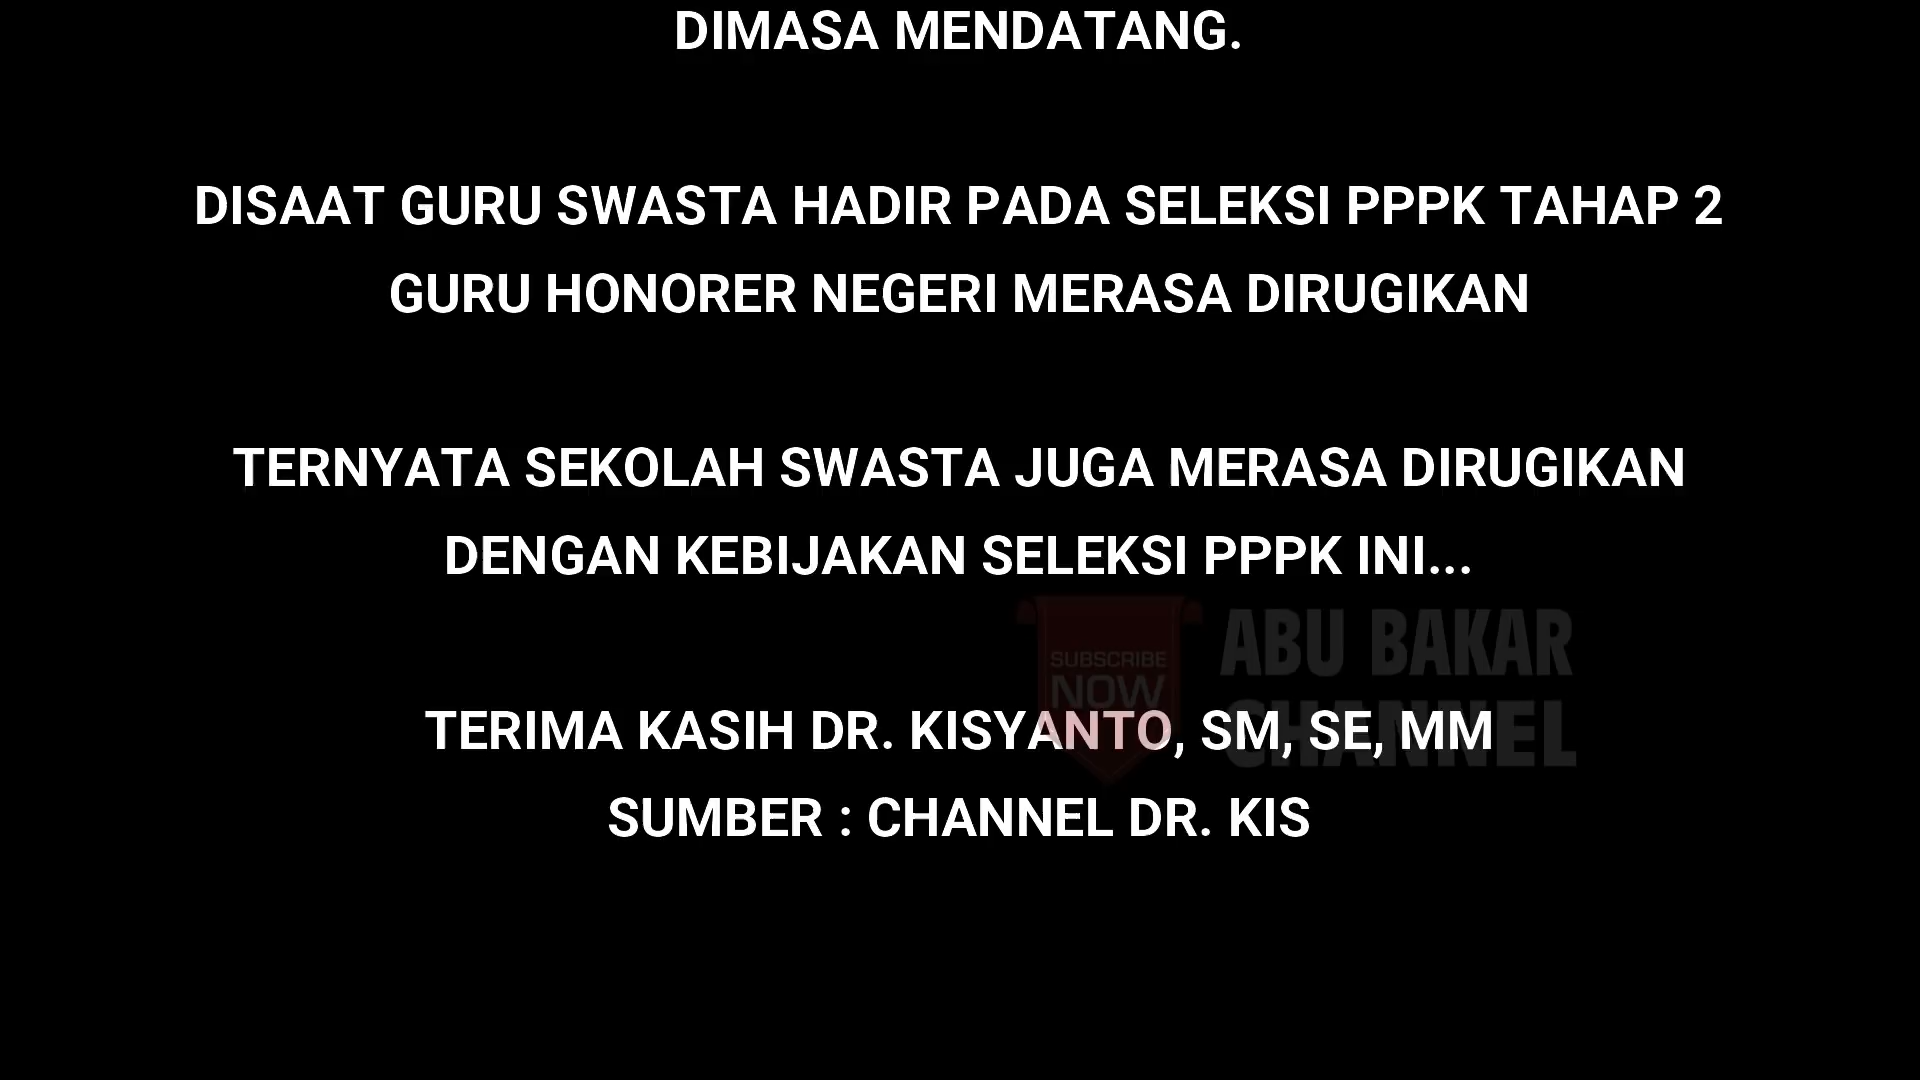 DIMASA MENDATANG.
DISAAT GURU SWASTA HADIR PADA SELEKSI PPPK TAHAP 2
GURU HONORER NEGERI MERASA DIRUGIKAN
TERNYATA SEKOLAH SWASTA JUGA MERASA DIRUGIKAN
DENGAN KEBIJAKAN SELEKSI PPPK INI...
SUBSCRIBE
NOW
ABU BAKAR
CHANNEL
TERIMA KASIH DR. KISYANTO, SM, SE, MM
SUMBER : CHANNEL DR. KIS